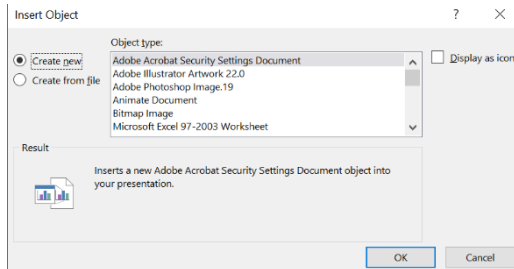 Insert Object
? ×
Object type:
Create new
Create from file
Adobe Acrobat Security Settings Document
Adobe Illustrator Artwork 22.0
Adobe Photoshop Image.19
Animate Document
Bitmap Image
Microsoft Excel 97-2003 Worksheet
Display as icon
Result
Inserts a new Adobe Acrobat Security Settings Document object into
your presentation.
OK
Cancel